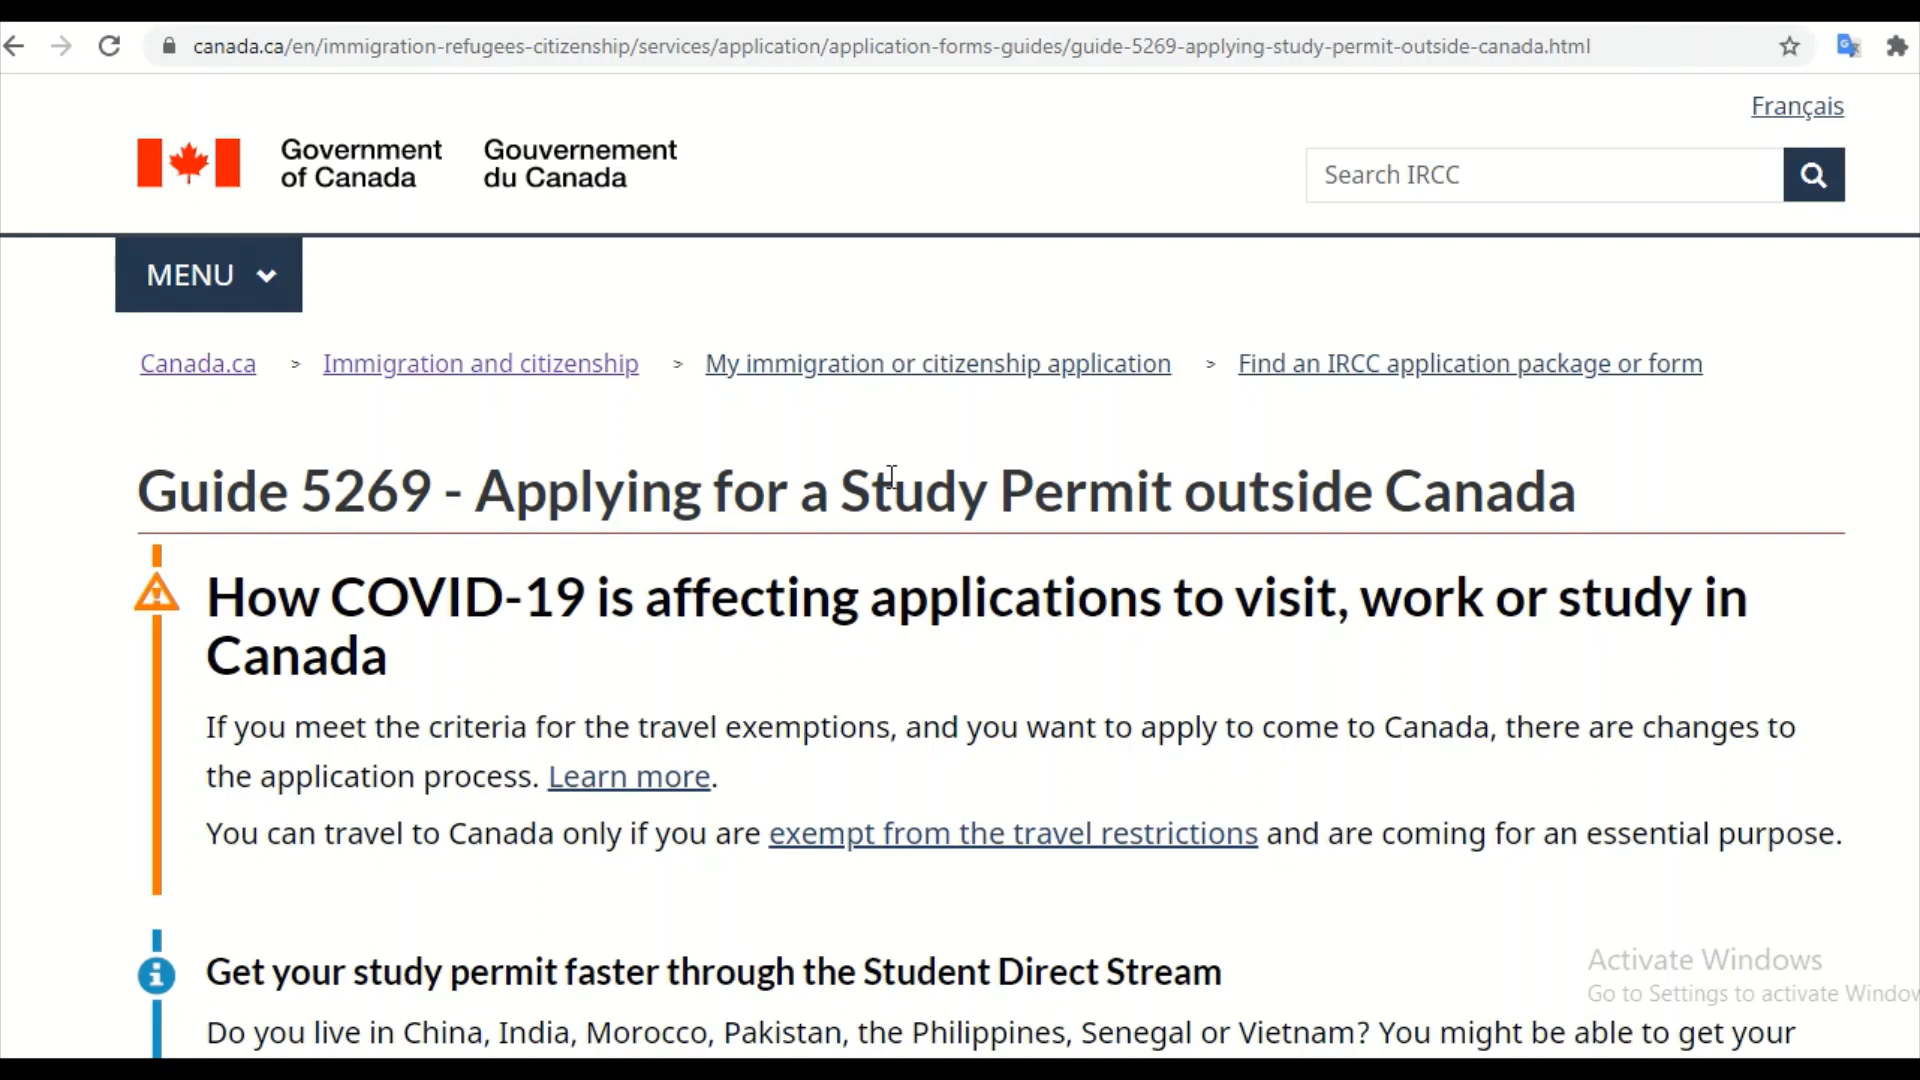 canada.ca/en/immigration-refugees-citizenship/services/application/application-forms-guides/guide-5269-applying-study-permit-outside-canada.html
Français
Government of Canada
Gouvernement du Canada
Search IRCC
MENU
Canada.ca > Immigration and citizenship > My immigration or citizenship application > Find an IRCC application package or form
Guide 5269 - Applying for a Study Permit outside Canada
How COVID-19 is affecting applications to visit, work or study in
Canada
If you meet the criteria for the travel exemptions, and you want to apply to come to Canada, there are changes to
the application process. Learn more.
You can travel to Canada only if you are exempt from the travel restrictions and are coming for an essential purpose.
Get your study permit faster through the Student Direct Stream
Do you live in China, India, Morocco, Pakistan, the Philippines, Senegal or Vietnam? You might be able to get your
Activate Windows
Go to Settings to activate Window